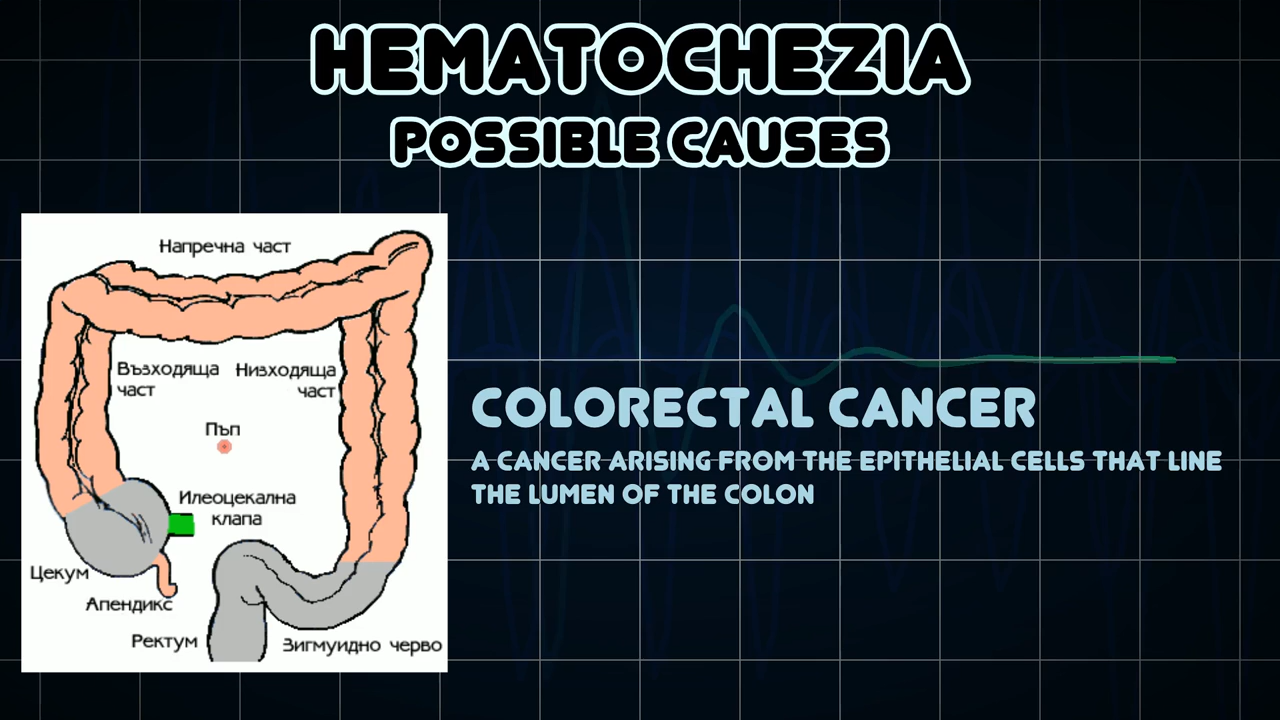 HEMATOCHEZIA
POSSIBLE CAUSES
Напречна част
Възходяща
част
Низходяща
част
Пъп
Илеоцекална
клапа
Цекум
Апендикс
Ректум
Зигмуидно черво
COLORECTAL CANCER
A CANCER ARISING FROM THE EPITHELIAL CELLS THAT LINE
THE LUMEN OF THE COLON